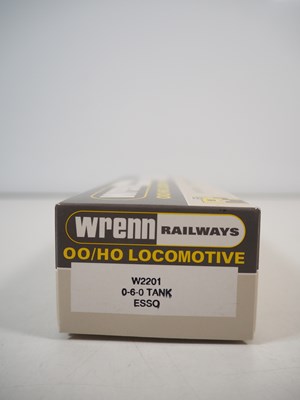 wrenn RAILWAYS
OO/HO LOCOMOTIVE
W2201
0-6-0 TANK
ESSO